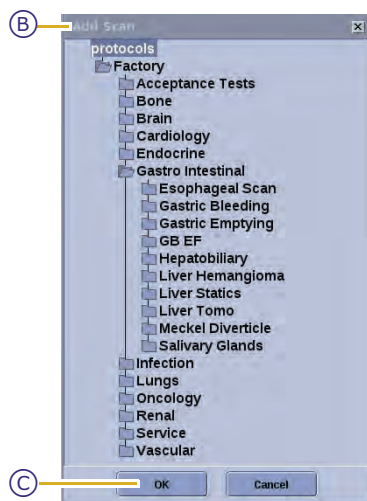 B
Add Scan
protocols
Factory
Acceptance Tests
Bone
Brain
Cardiology
Endocrine
Gastro Intestinal
Esophageal Scan
Gastric Bleeding
Gastric Emptying
GB EF
Hepatobiliary
Liver Hemangioma
Liver Statics
Liver Tomo
Meckel Diverticle
Salivary Glands
Infection
Lungs
Oncology
Renal
Service
Vascular
C
OK Cancel